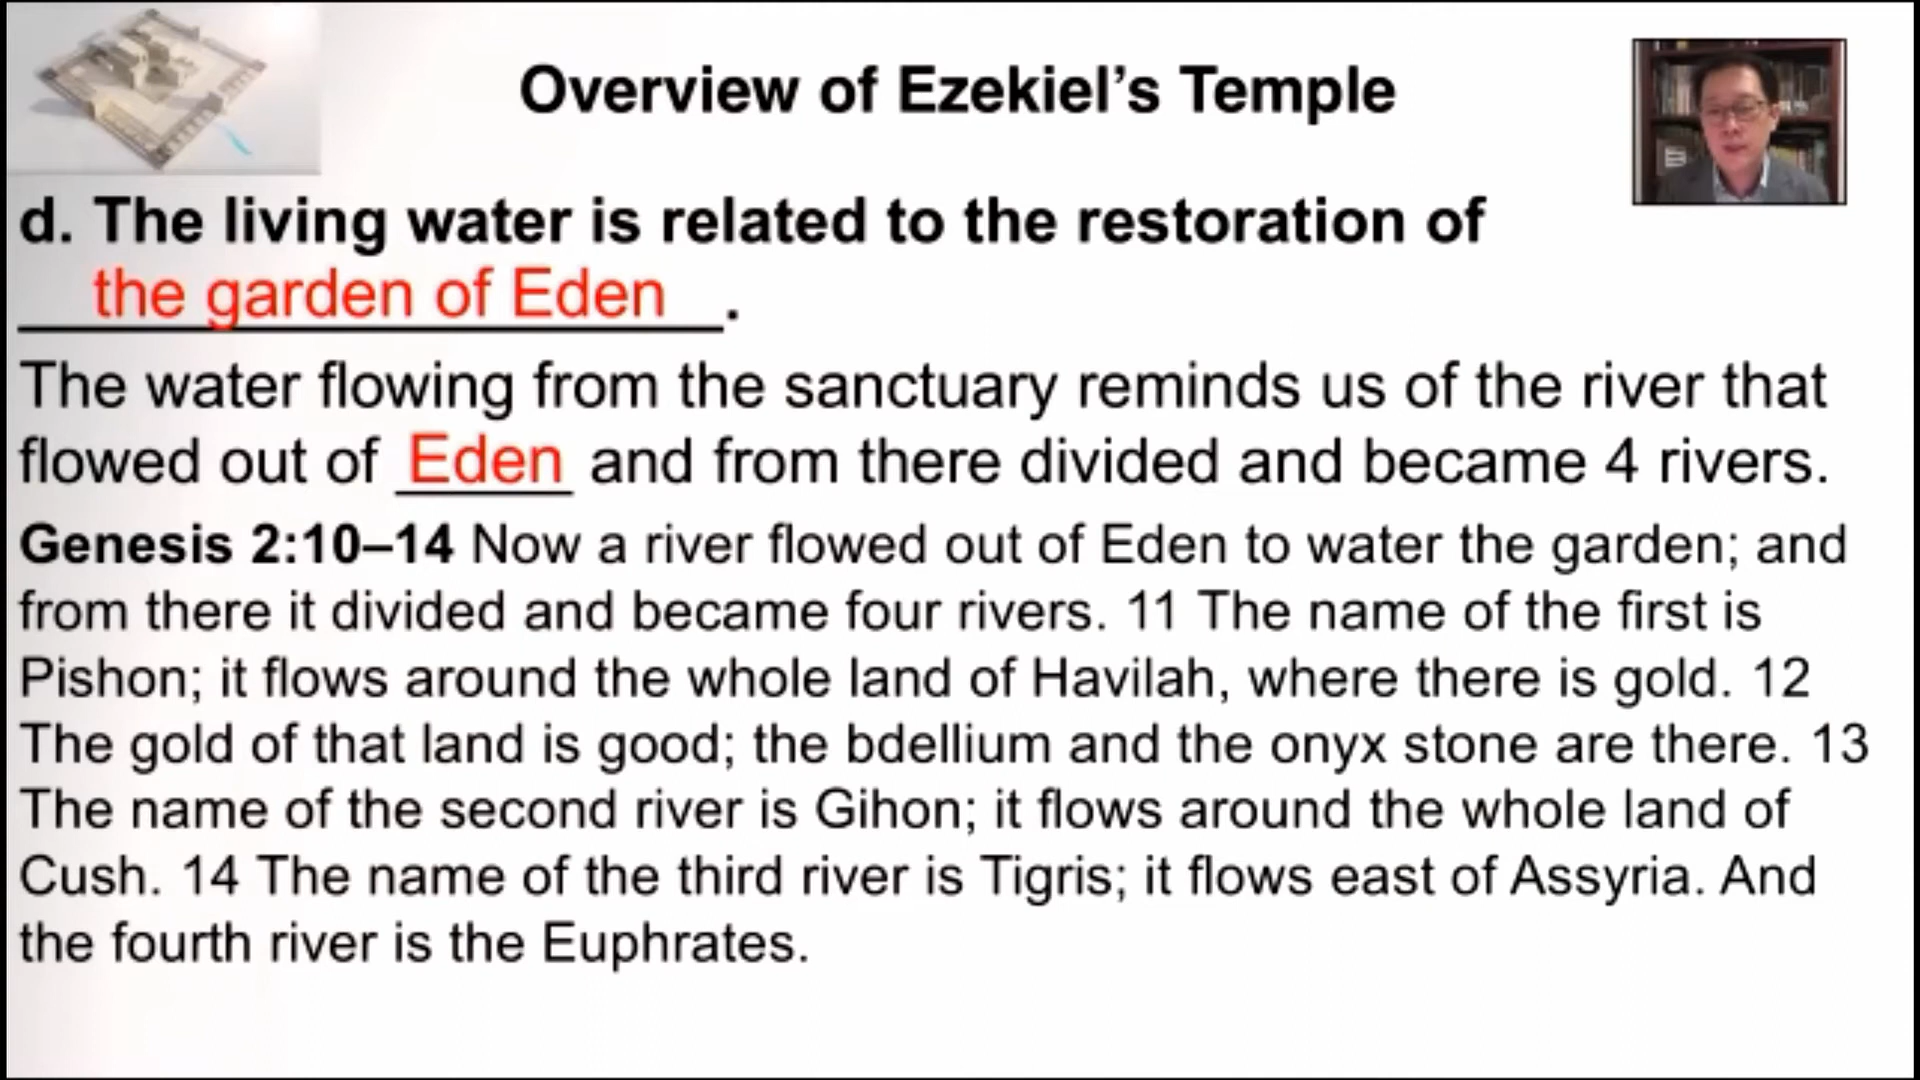 Overview of Ezekiel's Temple
d. The living water is related to the restoration of
the garden of Eden.
The water flowing from the sanctuary reminds us of the river that
flowed out of Eden and from there divided and became 4 rivers.
Genesis 2:10–14 Now a river flowed out of Eden to water the garden; and
from there it divided and became four rivers. 11 The name of the first is
Pishon; it flows around the whole land of Havilah, where there is gold. 12
The gold of that land is good; the bdellium and the onyx stone are there. 13
The name of the second river is Gihon; it flows around the whole land of
Cush. 14 The name of the third river is Tigris; it flows east of Assyria. And
the fourth river is the Euphrates.